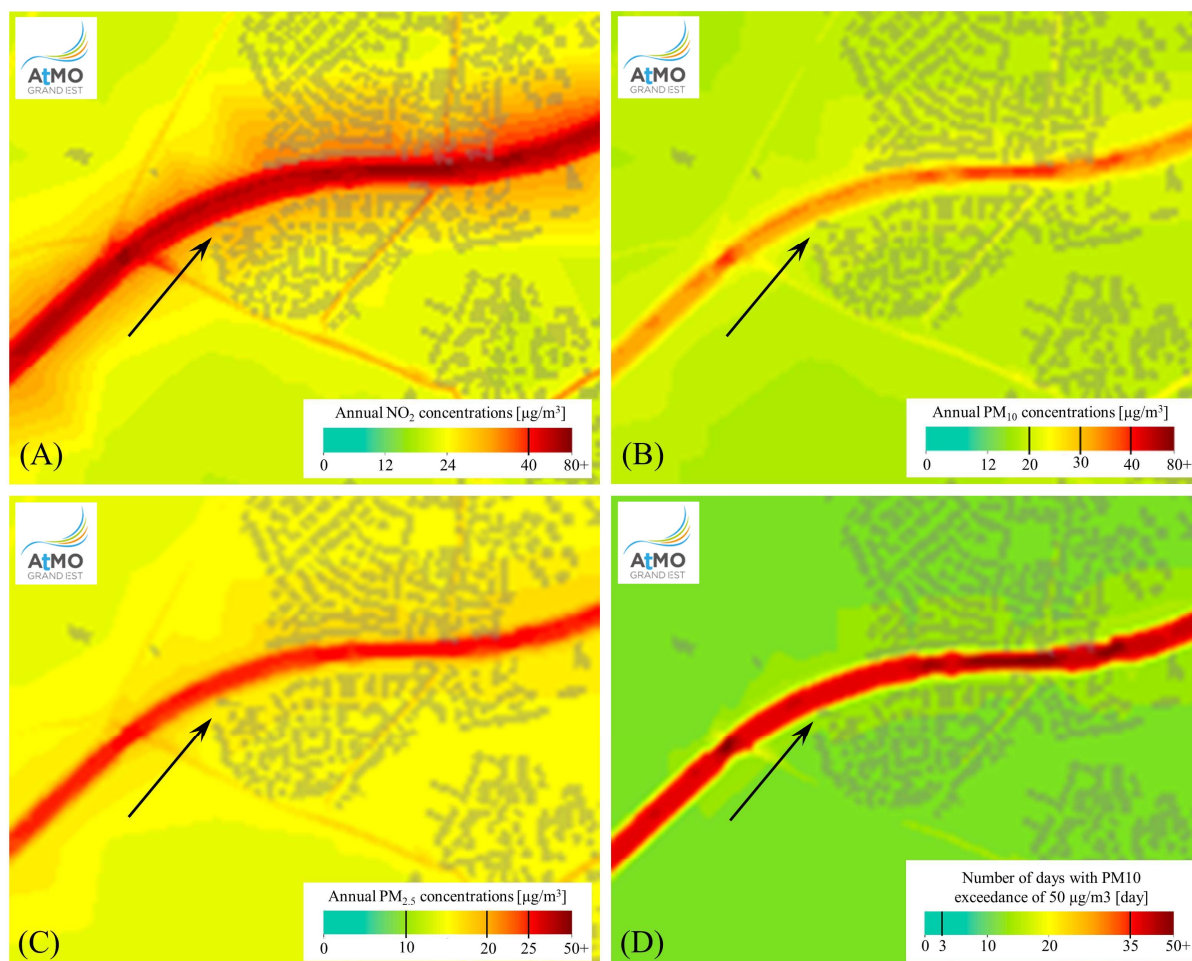 AtMO
GRAND EST
Annual NO₂ concentrations [µg/m³]
0 12 24 40 80+
(A)
AtMO
GRAND EST
Annual PM₁₀ concentrations [µg/m³]
0 12 20 30 40 80+
(B)
AtMO
GRAND EST
Annual PM₂.₅ concentrations [µg/m³]
0 10 20 25 50+
(C)
AtMO
GRAND EST
Number of days with PM10
exceedance of 50 µg/m3 [day]
0 3 10 20 35 50+
(D)